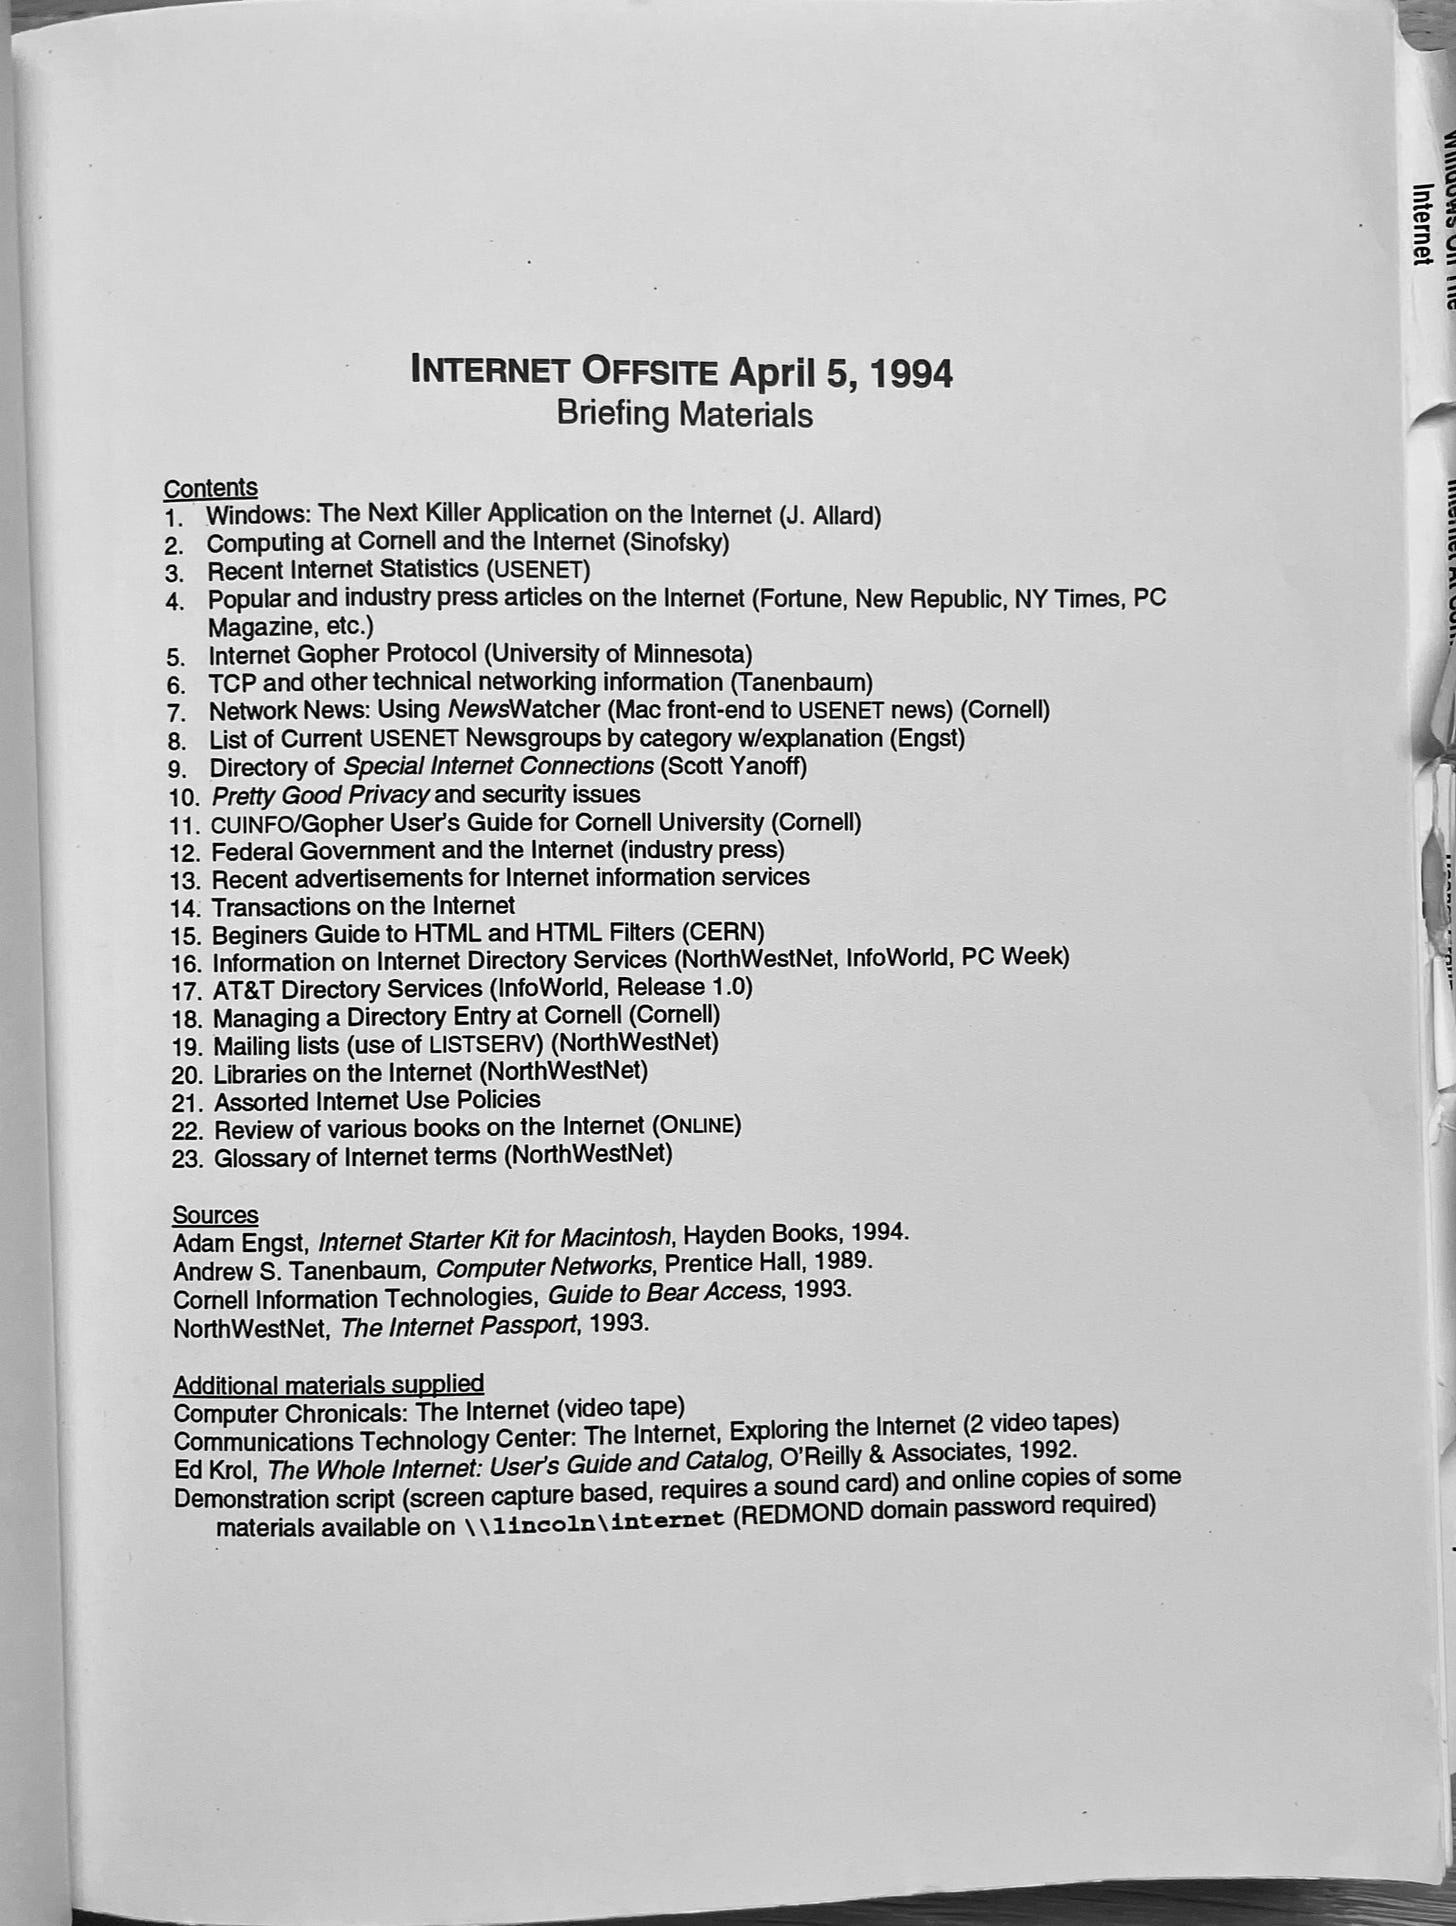 INTERNET OFFSITE April 5, 1994
Briefing Materials
Contents
1. Windows: The Next Killer Application on the Internet (J. Allard)
2. Computing at Cornell and the Internet (Sinofsky)
3. Recent Internet Statistics (USENET)
4. Popular and industry press articles on the Internet (Fortune, New Republic, NY Times, PC
Magazine, etc.)
5. Internet Gopher Protocol (University of Minnesota)
6. TCP and other technical networking information (Tanenbaum)
7. Network News: Using NewsWatcher (Mac front-end to USENET news) (Cornell)
8. List of Current USENET Newsgroups by category w/explanation (Engst)
9. Directory of Special Internet Connections (Scott Yanoff)
10. Pretty Good Privacy and security issues
11. CUINFO/Gopher User's Guide for Cornell University (Cornell)
12. Federal Government and the Internet (industry press)
13. Recent advertisements for Internet information services
14. Transactions on the Internet
15. Beginers Guide to HTML and HTML Filters (CERN)
16. Information on Internet Directory Services (NorthWestNet, InfoWorld, PC Week)
17. AT&T Directory Services (InfoWorld, Release 1.0)
18. Managing a Directory Entry at Cornell (Cornell)
19. Mailing lists (use of LISTSERV) (NorthWestNet)
20. Libraries on the Internet (NorthWestNet)
21. Assorted Internet Use Policies
22. Review of various books on the Internet (ONLINE)
23. Glossary of Internet terms (NorthWestNet)
Sources
Adam Engst, Internet Starter Kit for Macintosh, Hayden Books, 1994.
Andrew S. Tanenbaum, Computer Networks, Prentice Hall, 1989.
Cornell Information Technologies, Guide to Bear Access, 1993.
NorthWestNet, The Internet Passport, 1993.
Additional materials supplied
Computer Chronicals: The Internet (video tape)
Communications Technology Center: The Internet, Exploring the Internet (2 video tapes)
Ed Krol, The Whole Internet: User's Guide and Catalog, O'Reilly & Associates, 1992.
Demonstration script (screen capture based, requires a sound card) and online copies of some
materials available on \\lincoln\internet (REDMOND domain password required)
Windows On The
Internet